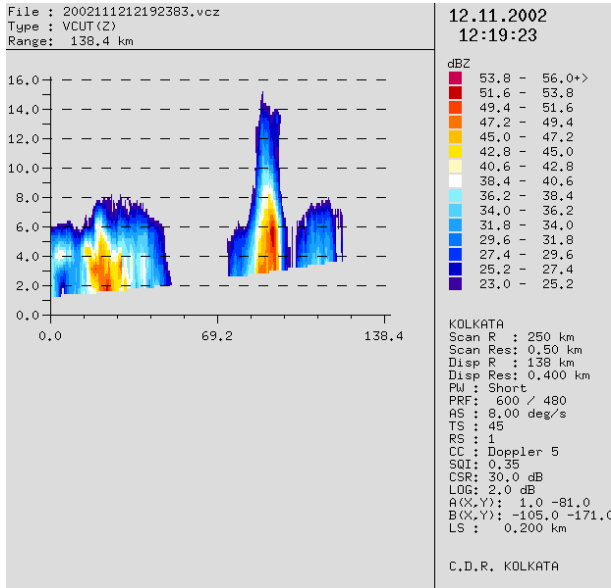 File : 2002111212192383.vcz
Type : VCUT(Z)
Range: 138.4 km
16.0
14.0
12.0
10.0
8.0
6.0
4.0
2.0
0.0
0.0 69.2 138.4
12.11.2002
12:19:23
dBZ
53.8 - 56.0+>
51.6 - 53.8
49.4 - 51.6
47.2 - 49.4
45.0 - 47.2
42.8 - 45.0
40.6 - 42.8
38.4 - 40.6
36.2 - 38.4
34.0 - 36.2
31.8 - 34.0
29.6 - 31.8
27.4 - 29.6
25.2 - 27.4
23.0 - 25.2
KOLKATA
Scan R : 250 km
Scan Res: 0.50 km
Disp R : 138 km
Disp Res: 0.400 km
PW : Short
PRF: 600 / 480
AS : 8.00 deg/s
TS : 45
RS : 1
CC : Doppler 5
SQI: 0.35
CSR: 30.0 dB
LOG: 2.0 dB
A(X,Y): 1.0 -81.0
B(X,Y): -105.0 -171.0
LS : 0.200 km
C.D.R. KOLKATA